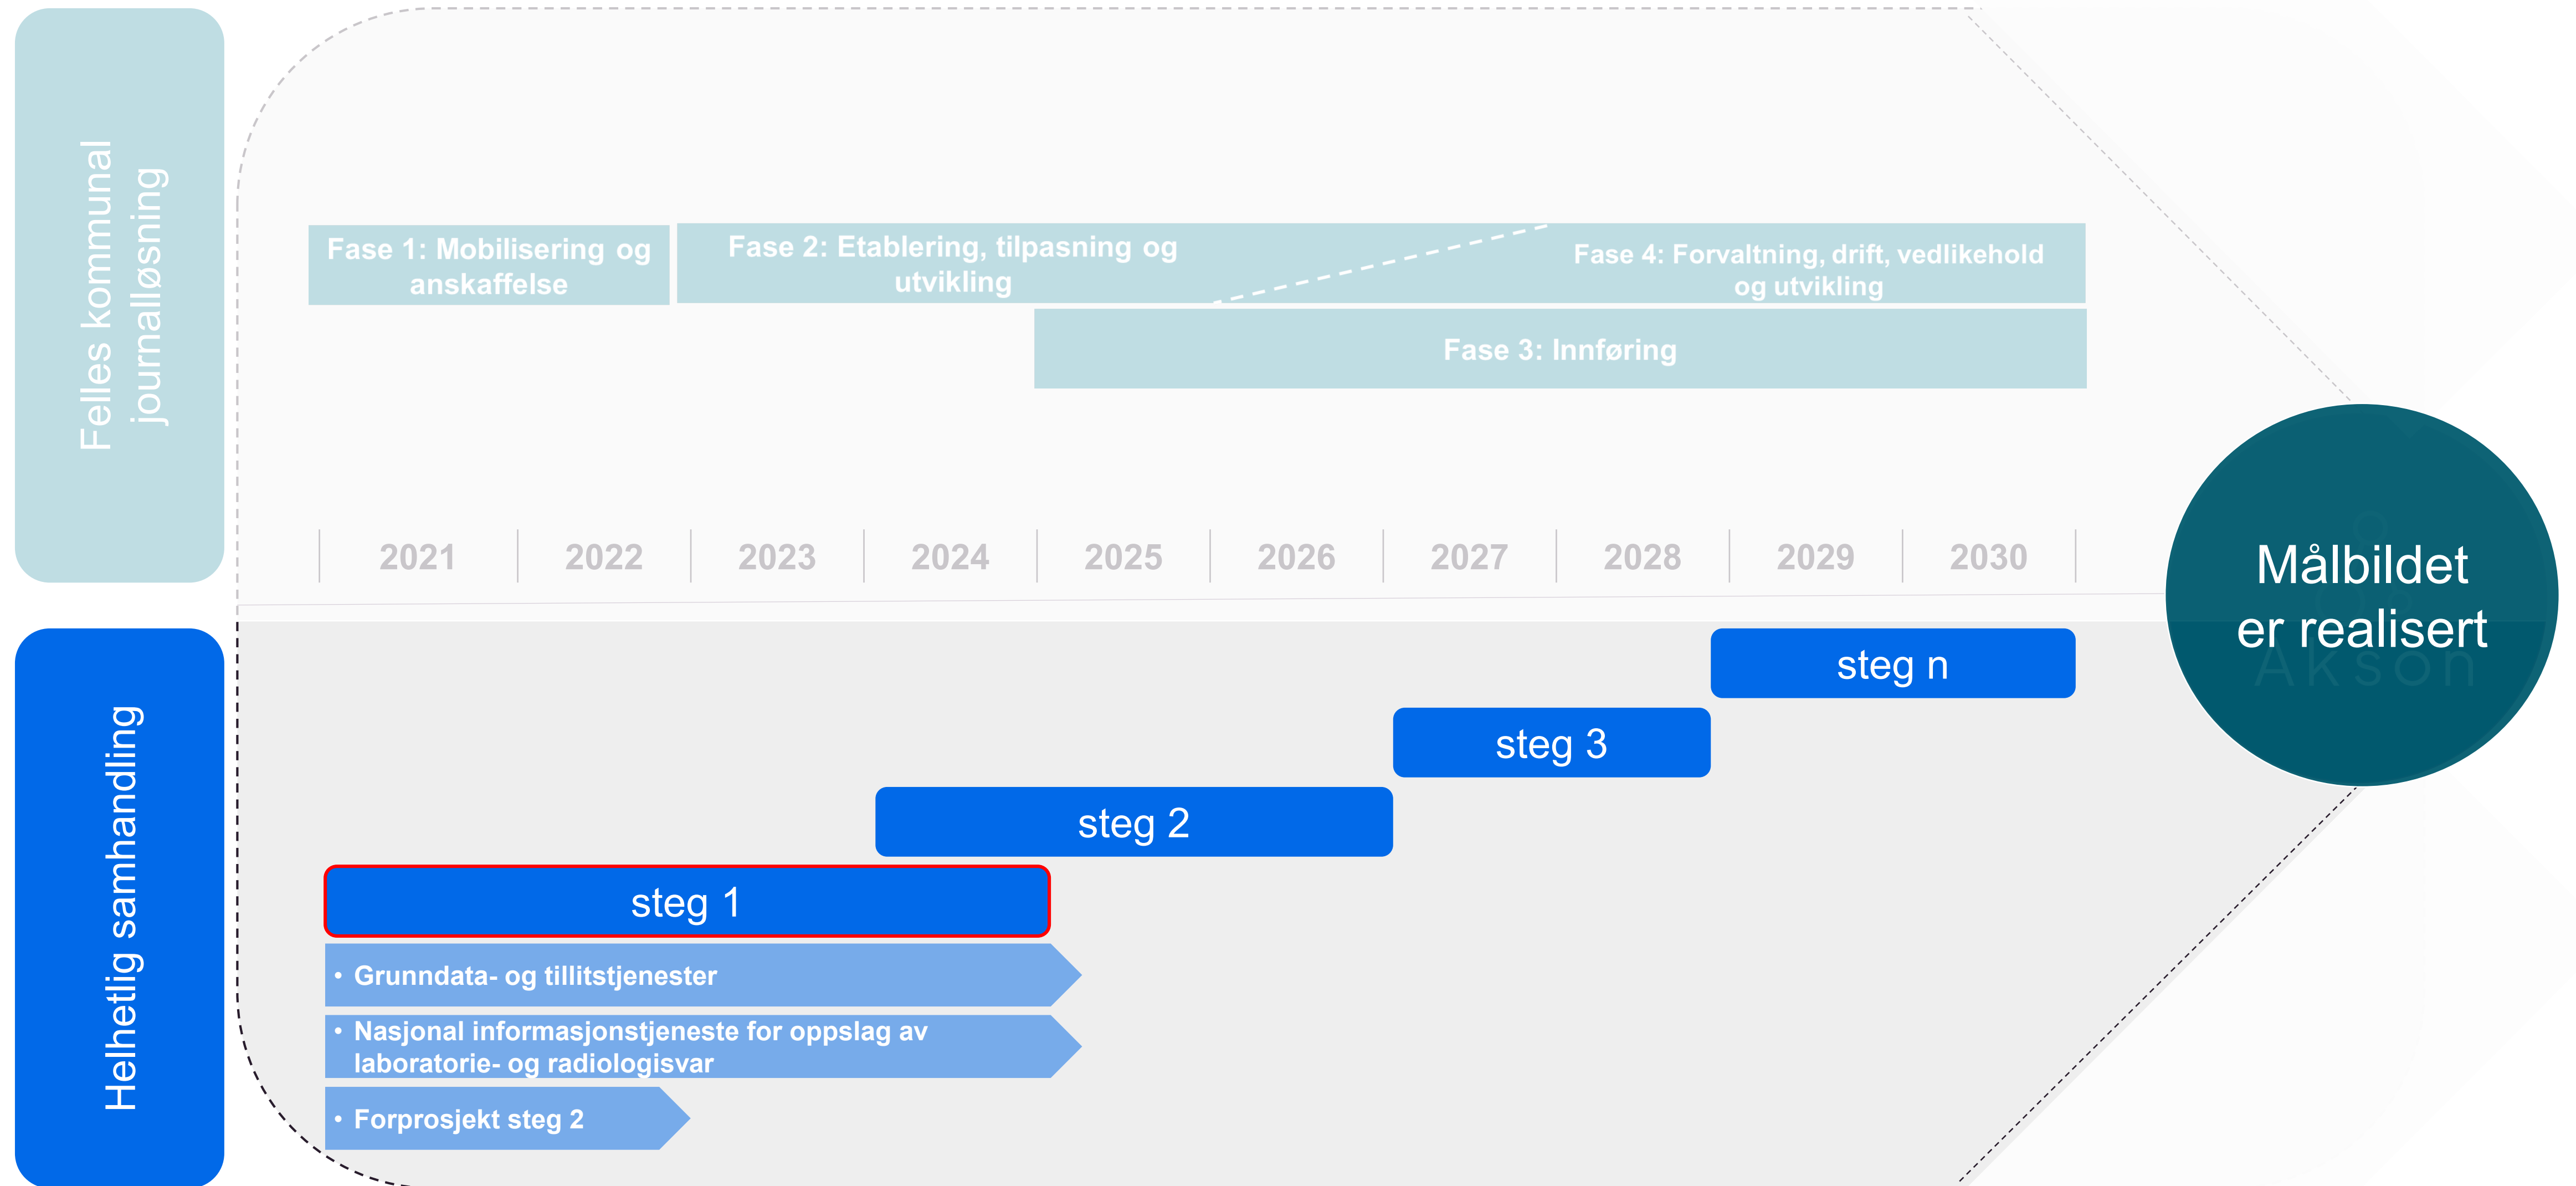 Felles kommunal
journalløsning
Fase 1: Mobilisering og
anskaffelse
Fase 2: Etablering, tilpasning og
utvikling
Fase 4: Forvaltning, drift, vedlikehold
og utvikling
Fase 3: Innføring
2021 2022 2023 2024 2025 2026 2027 2028 2029 2030
Målbildet
er realisert
Akson
Helhetlig samhandling
steg n
steg 3
steg 2
steg 1
• Grunndata- og tillitstjenester
• Nasjonal informasjonstjeneste for oppslag av
laboratorie- og radiologisvar
• Forprosjekt steg 2